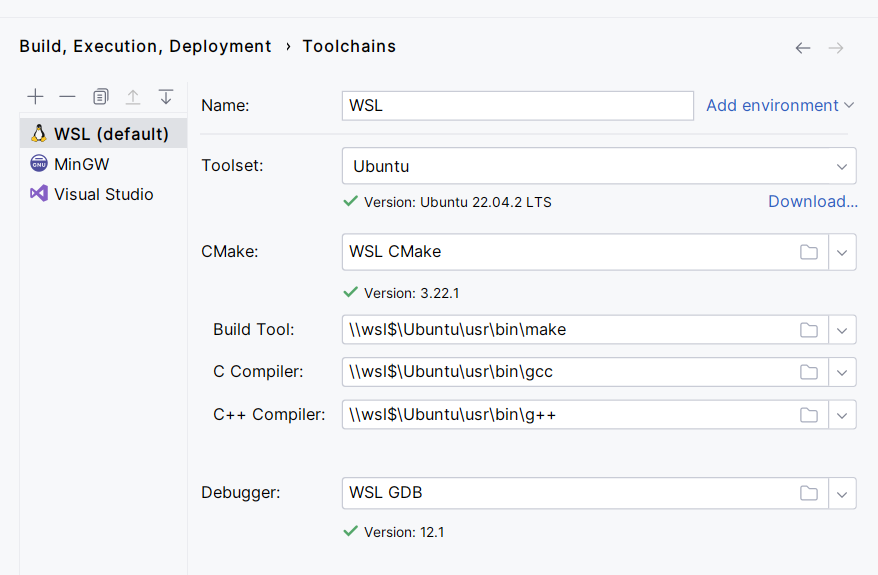 Build, Execution, Deployment › Toolchains
WSL (default)
MinGW
Visual Studio
Name:
WSL
Add environment
Toolset:
Ubuntu
Version: Ubuntu 22.04.2 LTS
Download...
CMake:
WSL CMake
Version: 3.22.1
Build Tool:
\\wsl$\Ubuntu\usr\bin\make
C Compiler:
\\wsl$\Ubuntu\usr\bin\gcc
C++ Compiler:
\\wsl$\Ubuntu\usr\bin\g++
Debugger:
WSL GDB
Version: 12.1